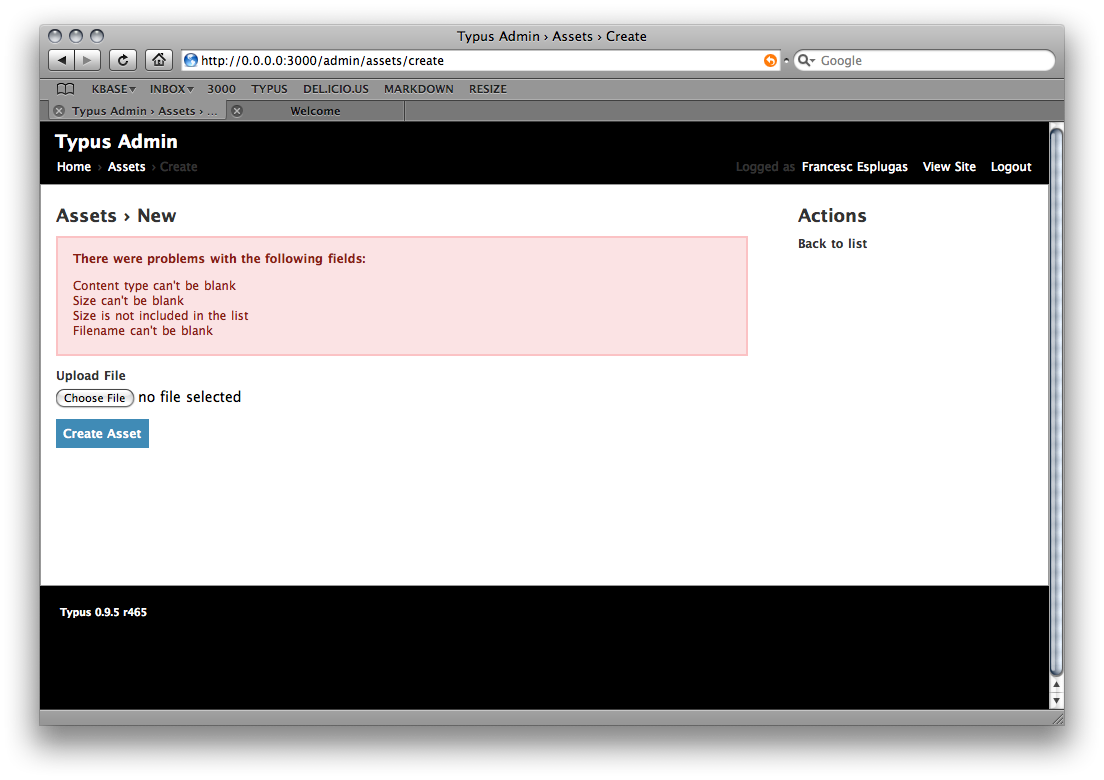 Typus Admin › Assets › Create
http://0.0.0.0:3000/admin/assets/create
Google
KBASE INBOX 3000 TYPUS DEL.ICIO.US MARKDOWN RESIZE
Typus Admin › Assets › ... Welcome
Typus Admin
Home › Assets › Create Logged as Francesc Esplugas View Site Logout
Assets › New
There were problems with the following fields:
Content type can't be blank
Size can't be blank
Size is not included in the list
Filename can't be blank
Upload File
Choose File no file selected
Create Asset
Actions
Back to list
Typus 0.9.5 r465